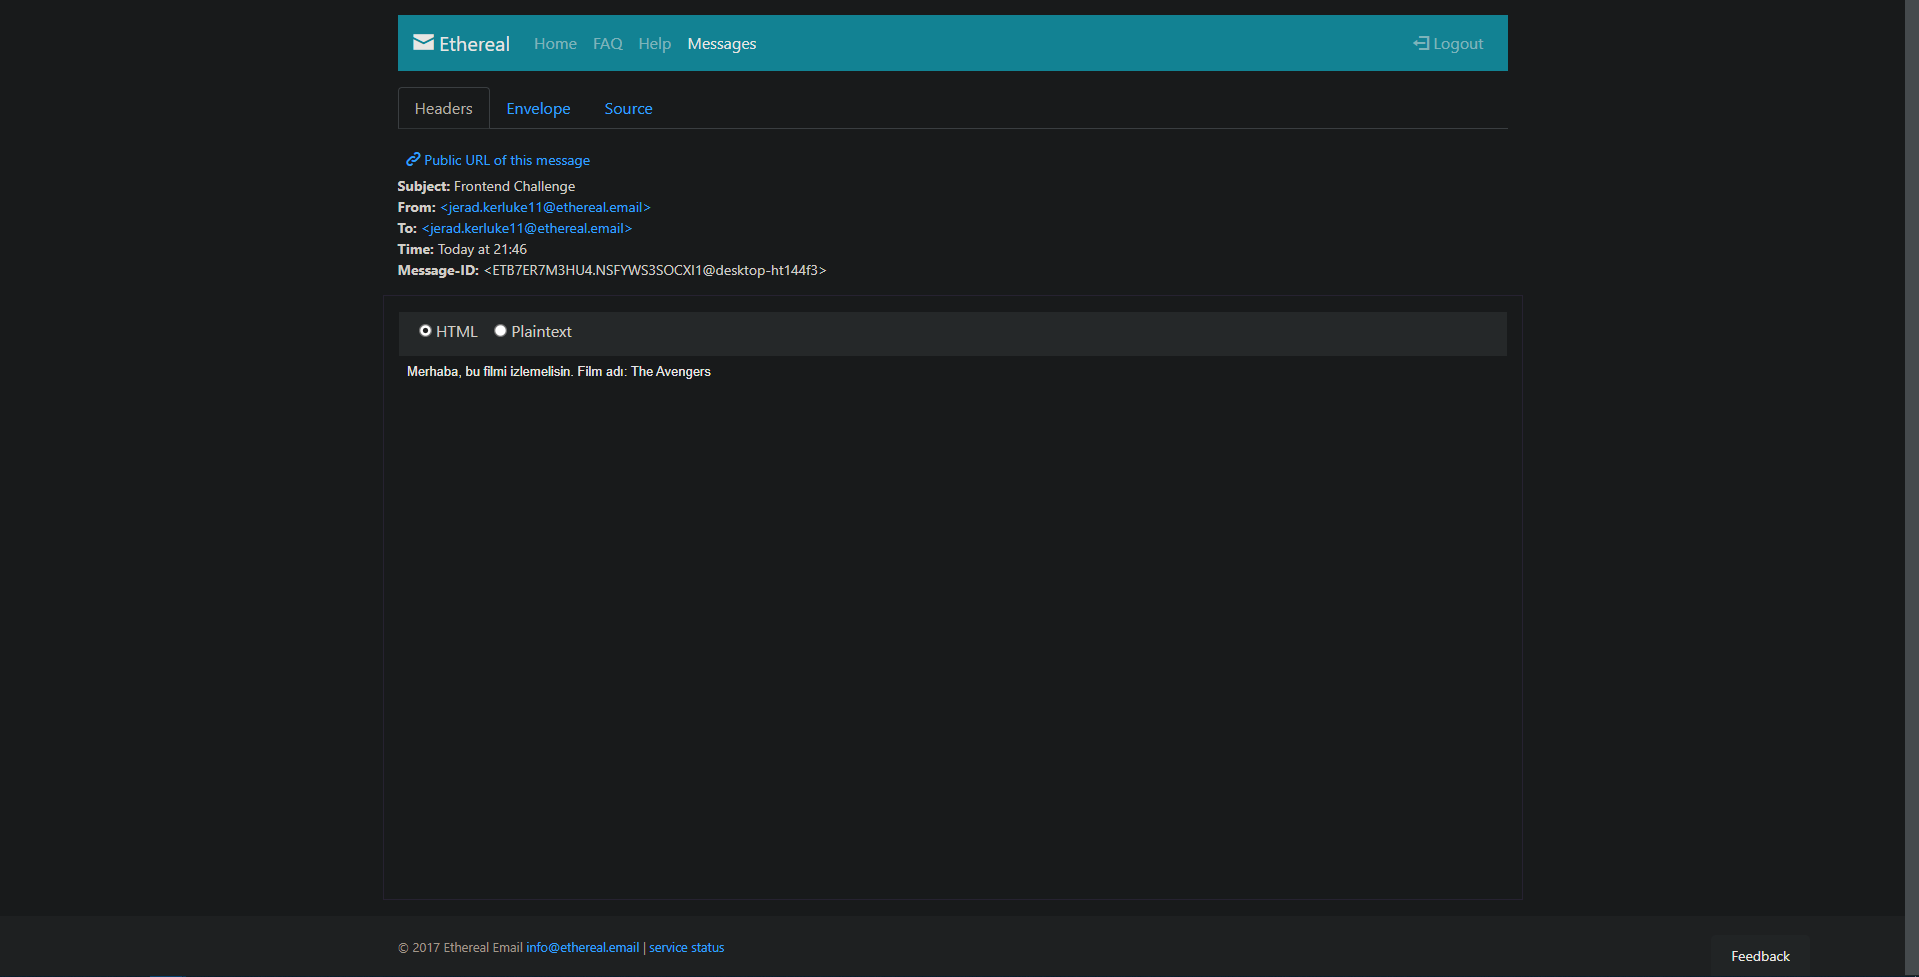 Ethereal Home FAQ Help Messages Logout
Headers Envelope Source
Public URL of this message
Subject: Frontend Challenge
From: <jerad.kerluke11@ethereal.email>
To: <jerad.kerluke11@ethereal.email>
Time: Today at 21:46
Message-ID: <ETB7ER7M3HU4.NSFYWS3SOCXI1@desktop-ht144f3>
HTML Plaintext
Merhaba, bu filmi izlemelisin. Film adı: The Avengers
© 2017 Ethereal Email info@ethereal.email | service status
Feedback